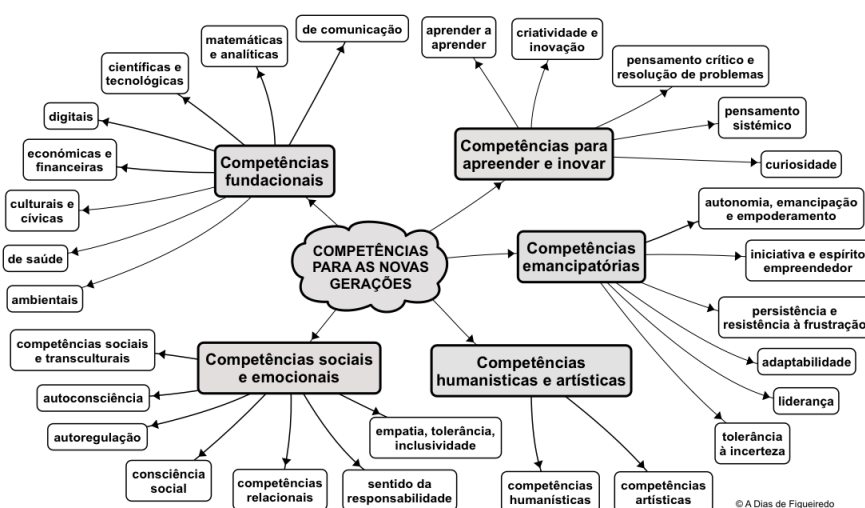 COMPETÊNCIAS
PARA AS NOVAS
GERAÇÕES
Competências
fundacionais
de comunicação
matemáticas
e analíticas
científicas e
tecnológicas
digitais
económicas e
financeiras
culturais e
cívicas
de saúde
ambientais
Competências para
apreender e inovar
aprender a
aprender
criatividade e
inovação
pensamento crítico e
resolução de problemas
pensamento
sistémico
curiosidade
Competências
emancipatórias
autonomia, emancipação
e empoderamento
iniciativa e espírito
empreendedor
persistência e
resistência à frustração
adaptabilidade
liderança
tolerância
à incerteza
Competências
humanisticas e artísticas
competências
humanísticas
competências
artísticas
Competências sociais
e emocionais
competências sociais
e transculturais
autoconsciência
autoregulação
consciência
social
competências
relacionais
sentido da
responsabilidade
empatia, tolerância,
inclusividade
© A Dias de Figueiredo